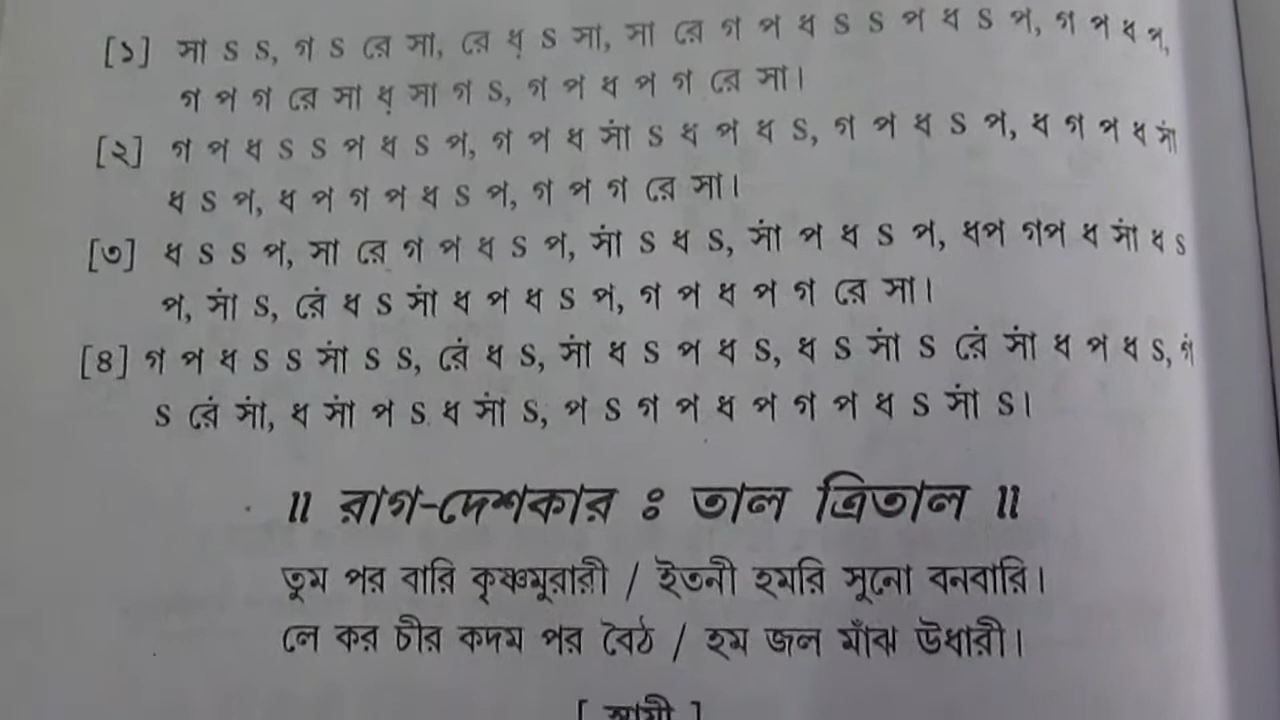 [১] সা S S, গ S রে সা, রে ধ় S সা, সা রে গ প ধ S S প ধ S প, গ প ধ প,
গ প গ রে সা ধ় সা গ S, গ প ধ প গ রে সা।
[২] গ প ধ S S প ধ S প, গ প ধ র্সা S ধ প ধ S, গ প ধ S প, ধ গ প ধ র্সা
ধ S প, ধ প গ প ধ S প, গ প গ রে সা।
[৩] ধ S S প, সা রে গ প ধ S প, র্সা S ধ S, র্সা প ধ S প, ধপ গপ ধ র্সা ধ S
প, র্সা S, রেঁ ধ S র্সা ধ প ধ S প, গ প ধ প গ রে সা।
[৪] গ প ধ S S র্সা S S, রেঁ ধ S, র্সা ধ S প ধ S, ধ S র্সা S রেঁ র্সা ধ প ধ S, র্গ
S রেঁ র্সা, ধ র্সা প S ধ র্সা S, প S গ প ধ প গ প ধ S র্সা S।
॥ রাগ-দেশকার ঃ তাল ত্রিতাল ॥
তুম পর বারি কৃষ্ণমূরারী / ইতনী হমরি সূনো বনবারি।
লে কর চীর কদম পর বৈঠ / হম জল মাঁঝ উধারী।